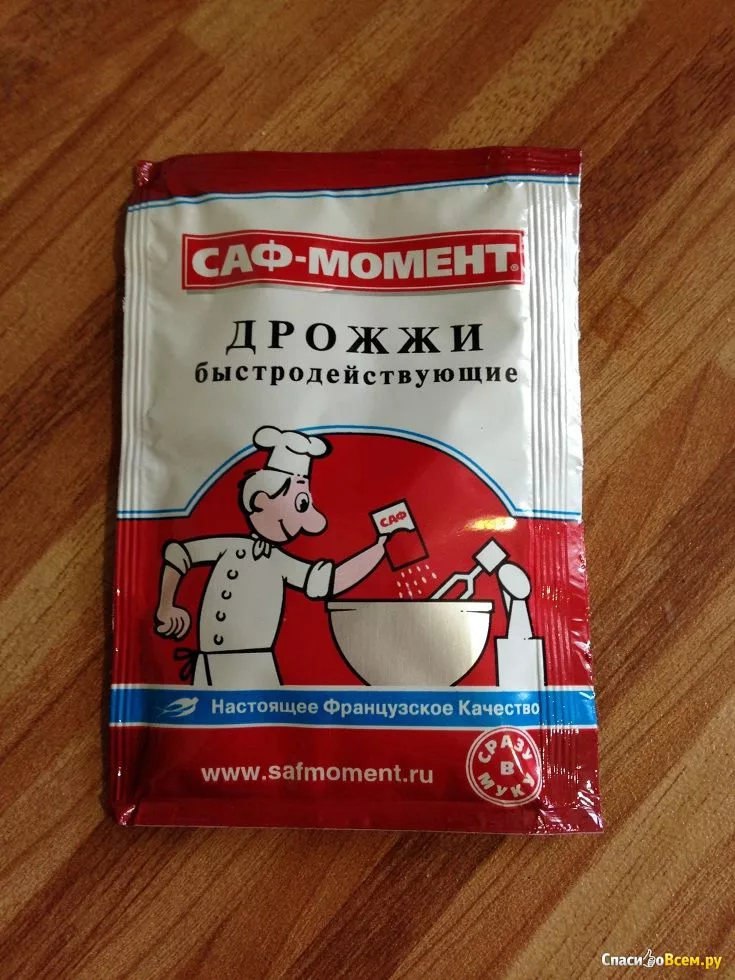 САФ-МОМЕНТ®
ДРОЖЖИ
быстродействующие
САФ
Настоящее Французское Качество
www.safmoment.ru
СРАЗУ
В
МУКУ
СпасибоВсем.ру